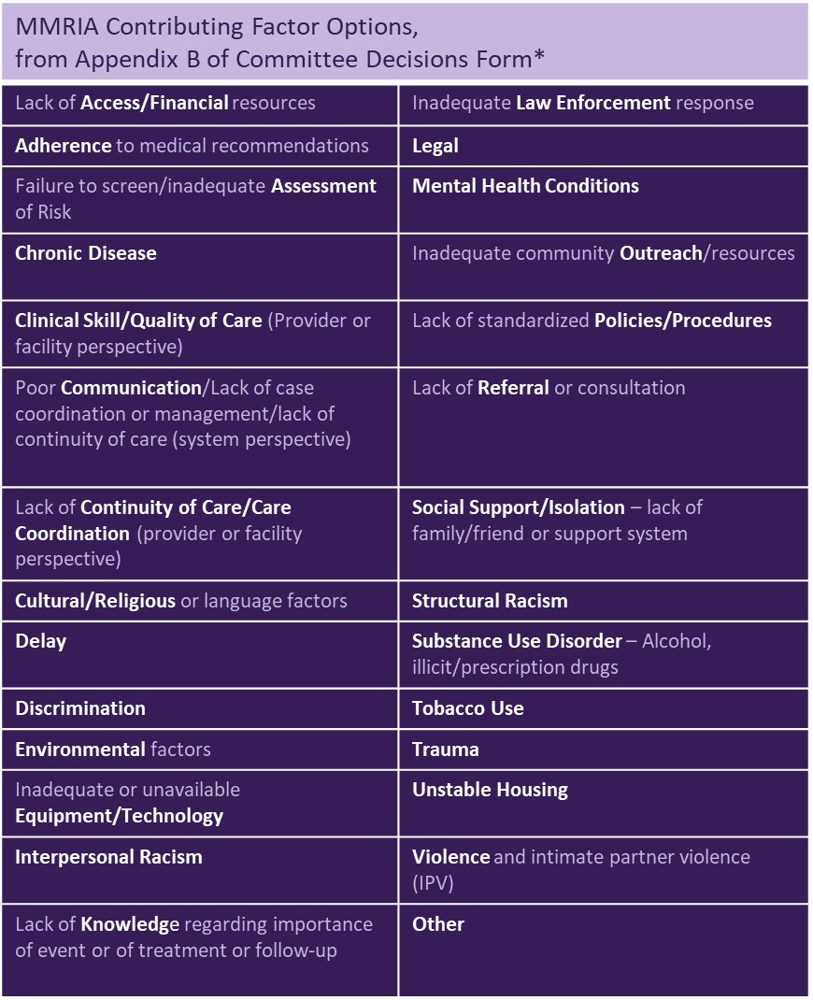 MMRIA Contributing Factor Options,
from Appendix B of Committee Decisions Form*
Lack of Access/Financial resources
Inadequate Law Enforcement response
Adherence to medical recommendations
Legal
Failure to screen/inadequate Assessment
of Risk
Mental Health Conditions
Chronic Disease
Inadequate community Outreach/resources
Clinical Skill/Quality of Care (Provider or
facility perspective)
Lack of standardized Policies/Procedures
Poor Communication/Lack of case
coordination or management/lack of
continuity of care (system perspective)
Lack of Referral or consultation
Lack of Continuity of Care/Care
Coordination (provider or facility
perspective)
Social Support/Isolation – lack of
family/friend or support system
Cultural/Religious or language factors
Structural Racism
Delay
Substance Use Disorder – Alcohol,
illicit/prescription drugs
Discrimination
Tobacco Use
Environmental factors
Trauma
Inadequate or unavailable
Equipment/Technology
Unstable Housing
Interpersonal Racism
Violence and intimate partner violence
(IPV)
Lack of Knowledge regarding importance
of event or of treatment or follow-up
Other